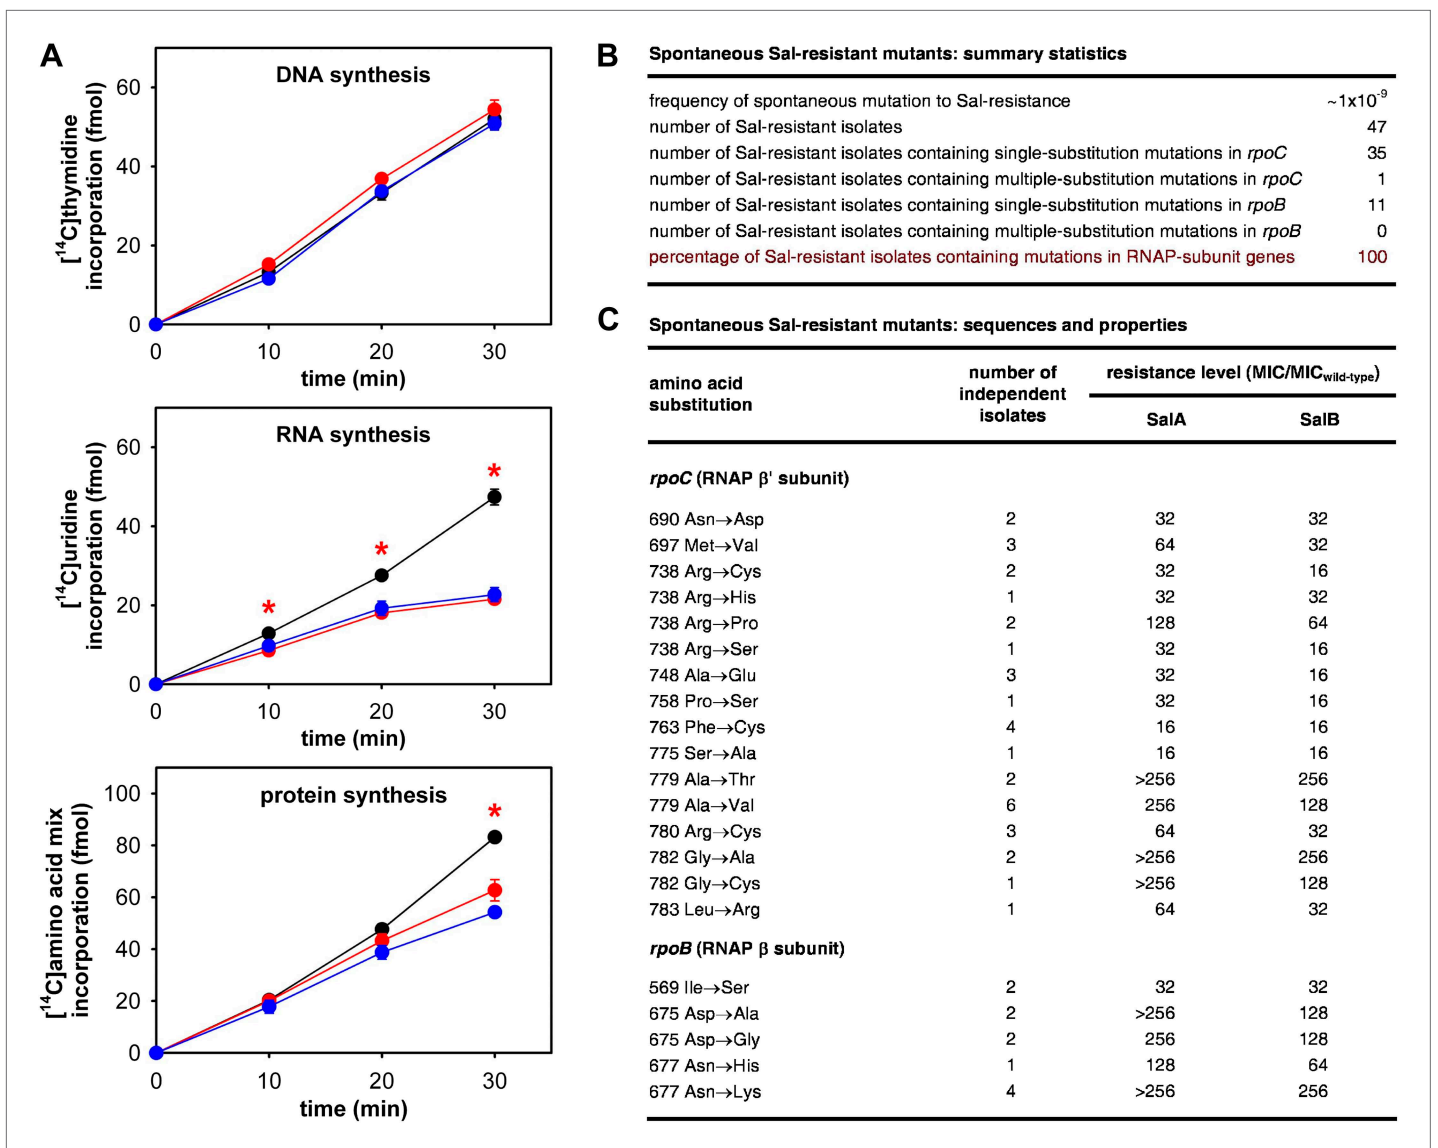 A
DNA synthesis
[14C]thymidine
incorporation (fmol)
60
40
20
0
0 10 20 30
time (min)
RNA synthesis
[14C]uridine
incorporation (fmol)
60
40
20
0
* * *
0 10 20 30
time (min)
protein synthesis
[14C]amino acid mix
incorporation (fmol)
100
80
60
40
20
0
*
0 10 20 30
time (min)
B
Spontaneous Sal-resistant mutants: summary statistics
frequency of spontaneous mutation to Sal-resistance ~1x10-9
number of Sal-resistant isolates 47
number of Sal-resistant isolates containing single-substitution mutations in rpoC 35
number of Sal-resistant isolates containing multiple-substitution mutations in rpoC 1
number of Sal-resistant isolates containing single-substitution mutations in rpoB 11
number of Sal-resistant isolates containing multiple-substitution mutations in rpoB 0
percentage of Sal-resistant isolates containing mutations in RNAP-subunit genes 100
C
Spontaneous Sal-resistant mutants: sequences and properties
amino acid
substitution
number of
independent
isolates
resistance level (MIC/MICwild-type)
SalA SalB
rpoC (RNAP β' subunit)
690 Asn→Asp 2 32 32
697 Met→Val 3 64 32
738 Arg→Cys 2 32 16
738 Arg→His 1 32 32
738 Arg→Pro 2 128 64
738 Arg→Ser 1 32 16
748 Ala→Glu 3 32 16
758 Pro→Ser 1 32 16
763 Phe→Cys 4 16 16
775 Ser→Ala 1 16 16
779 Ala→Thr 2 >256 256
779 Ala→Val 6 256 128
780 Arg→Cys 3 64 32
782 Gly→Ala 2 >256 256
782 Gly→Cys 1 >256 128
783 Leu→Arg 1 64 32
rpoB (RNAP β subunit)
569 Ile→Ser 2 32 32
675 Asp→Ala 2 >256 128
675 Asp→Gly 2 256 128
677 Asn→His 1 128 64
677 Asn→Lys 4 >256 256